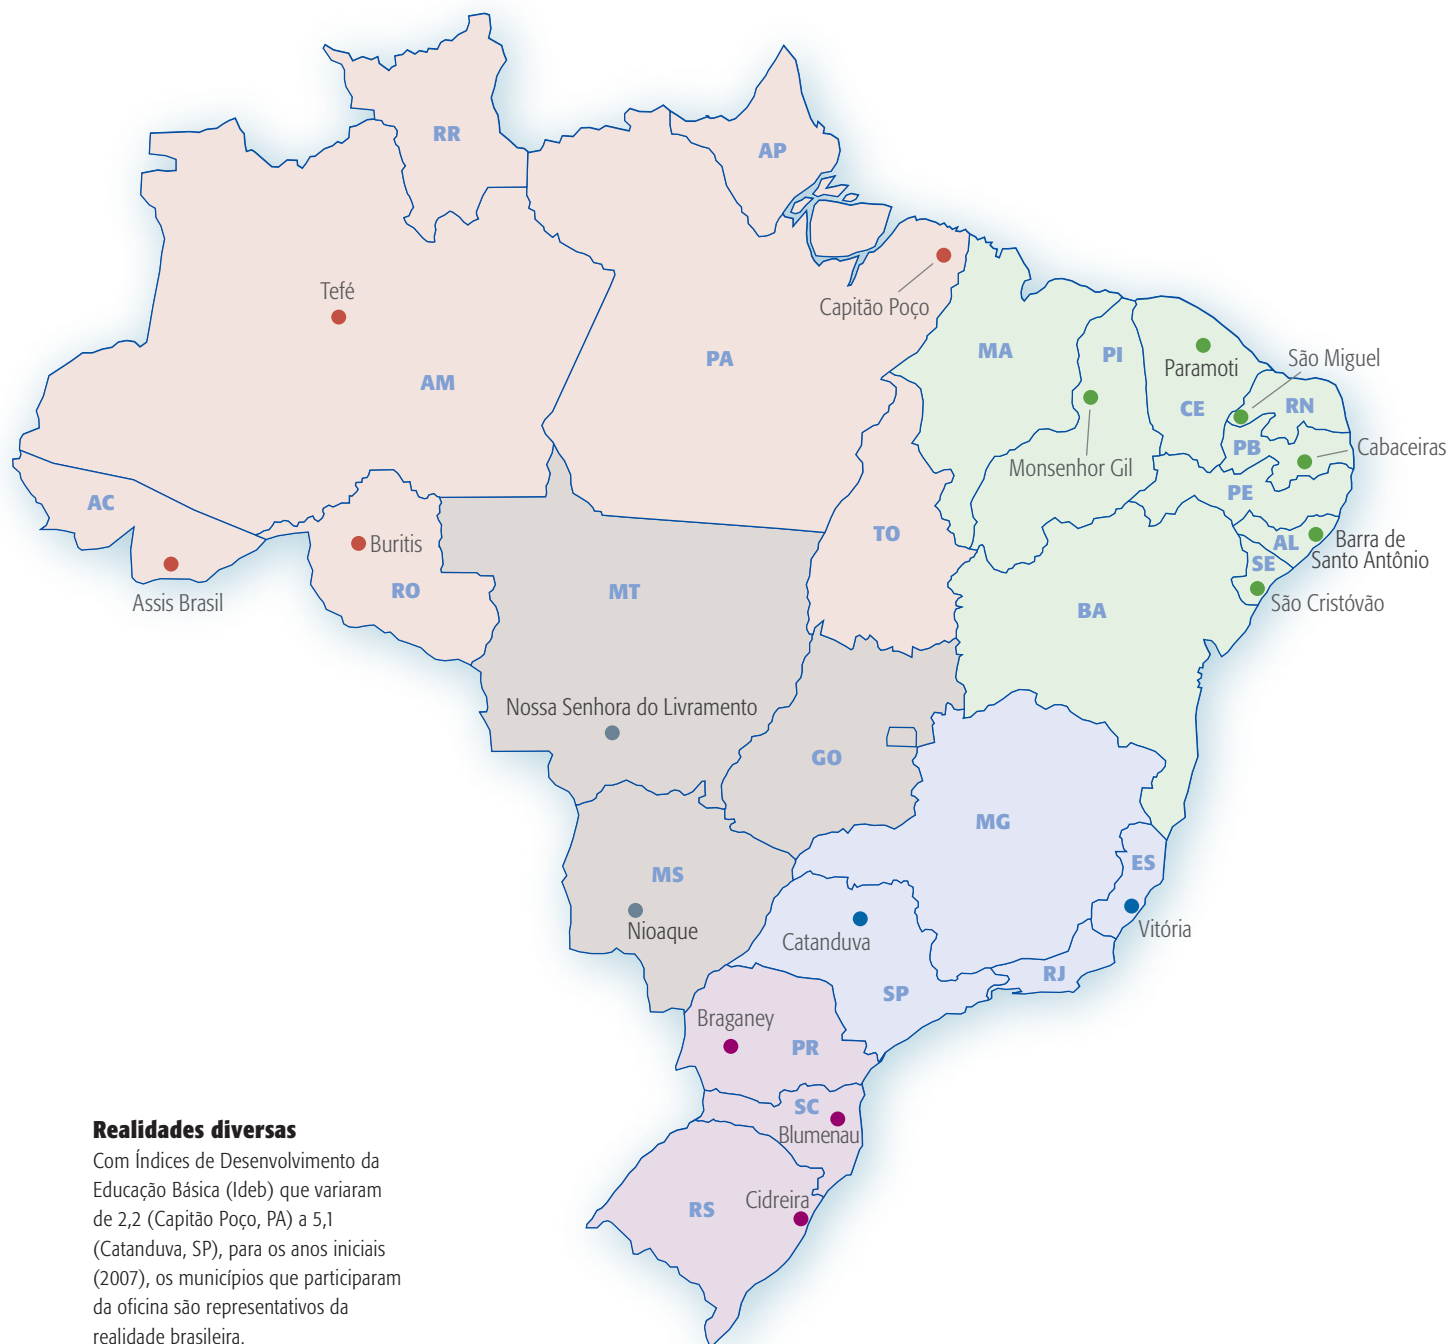 RR
AP
Tefé
Capitão Poço
MA
PI
PA
São Miguel
Paramoti
AM
CE
RN
PB
Cabaceiras
Monsenhor Gil
PE
AC
TO
Barra de
Santo Antônio
AL
Buritis
SE
RO
MT
Assis Brasil
São Cristóvão
BA
Nossa Senhora do Livramento
GO
MG
ES
MS
Nioaque
Vitória
Catanduva
RJ
SP
Braganey
PR
SC
Blumenau
Cidreira
RS
Realidades diversas
Com Índices de Desenvolvimento da
Educação Básica (Ideb) que variaram
de 2,2 (Capitão Poço, PA) a 5,1
(Catanduva, SP), para os anos iniciais
(2007), os municípios que participaram
da oficina são representativos da
realidade brasileira.